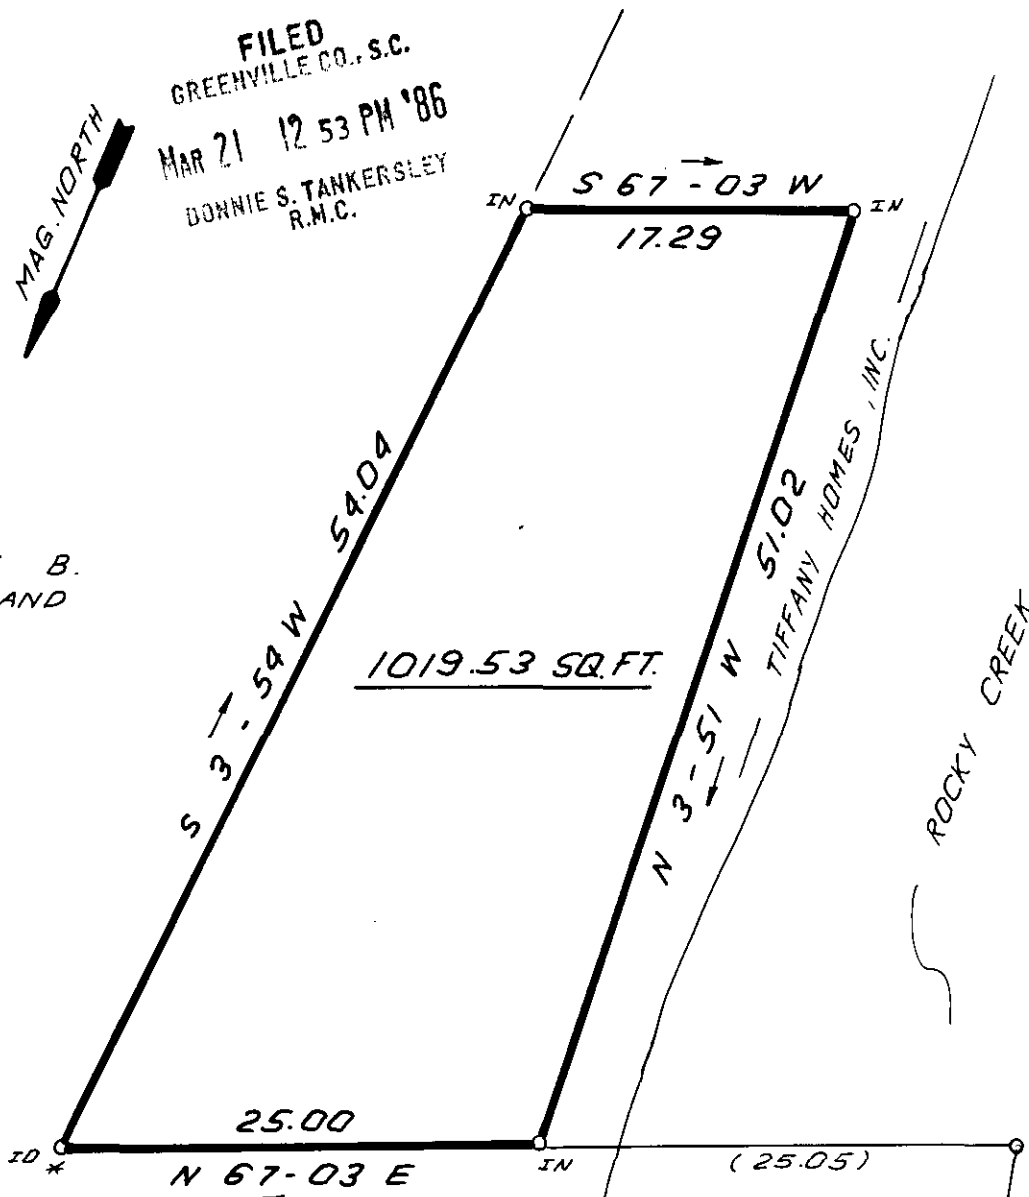 FILED
GREENVILLE CO., S.C.
MAR 21 12 53 PM '86
DONNIE S. TANKERSLEY
R.M.C.
MAG. NORTH
IN
S 67-03 W
IN
17.29
54.04
S 3-54 W
B.
AND
1019.53 SQ.FT.
51.02
N 3-51 W
TIFFANY HOMES, INC.
ROCKY CREEK
25.00
IO
*
N 67-03 E
IN
(25.05)